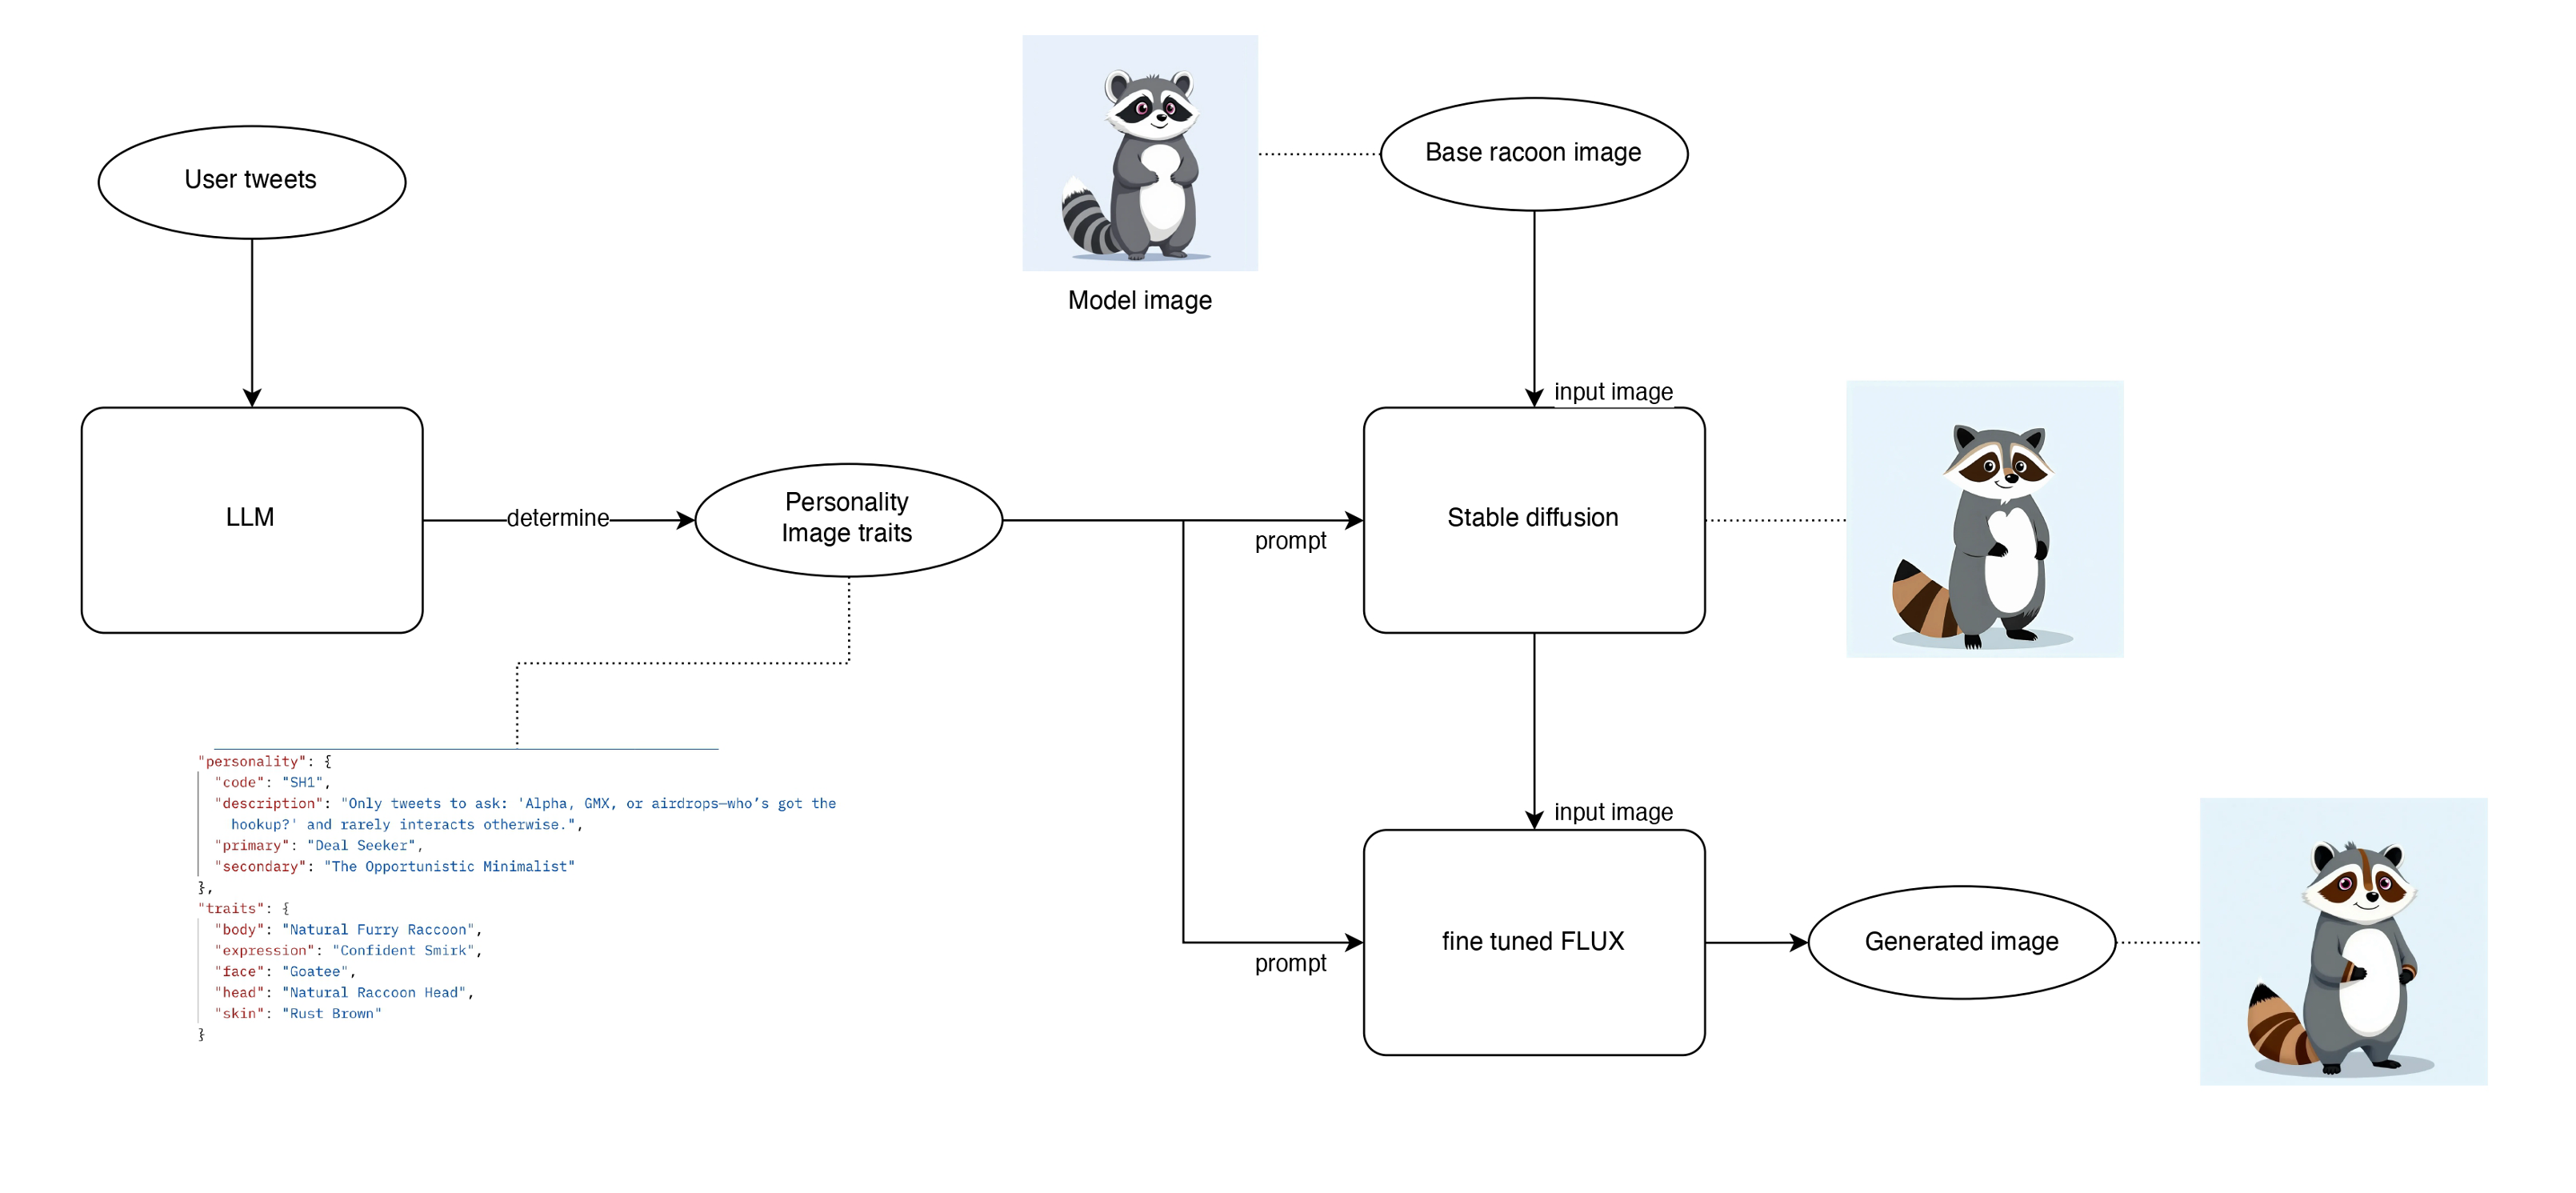 User tweets
Base racoon image
Model image
input image
LLM
determine
Personality
Image traits
prompt
Stable diffusion
"personality": {
"code": "SH1",
"description": "Only tweets to ask: 'Alpha, GMX, or airdrops—who’s got the
hookup?' and rarely interacts otherwise.",
"primary": "Deal Seeker",
"secondary": "The Opportunistic Minimalist"
},
"traits": {
"body": "Natural Furry Raccoon",
"expression": "Confident Smirk",
"face": "Goatee",
"head": "Natural Raccoon Head",
"skin": "Rust Brown"
}
input image
prompt
fine tuned FLUX
Generated image